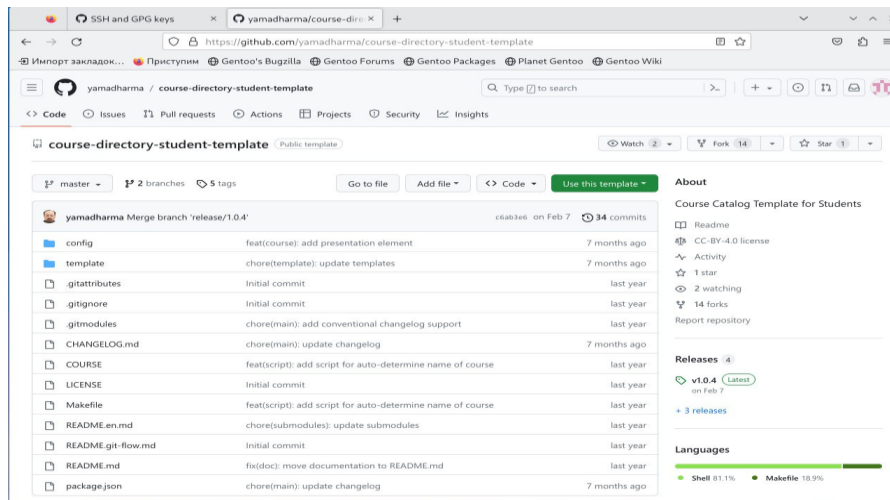 SSH and GPG keys × yamadharma/course-dire × +
https://github.com/yamadharma/course-directory-student-template
Импорт закладок... Приступим Gentoo's Bugzilla Gentoo Forums Gentoo Packages Planet Gentoo Gentoo Wiki
yamadharma / course-directory-student-template Type / to search
<> Code Issues Pull requests Actions Projects Security Insights
course-directory-student-template Public template Watch 2 Fork 14 Star 1
master 2 branches 5 tags Go to file Add file <> Code Use this template
yamadharma Merge branch 'release/1.0.4' c6ab3e6 on Feb 7 34 commits
config feat(course): add presentation element 7 months ago
template chore(template): update templates 7 months ago
.gitattributes Initial commit last year
.gitignore Initial commit last year
.gitmodules chore(main): add conventional changelog support last year
CHANGELOG.md chore(main): update changelog 7 months ago
COURSE feat(script): add script for auto-determine name of course last year
LICENSE Initial commit last year
Makefile feat(script): add script for auto-determine name of course last year
README.en.md chore(submodules): update submodules last year
README.git-flow.md Initial commit last year
README.md fix(doc): move documentation to README.md last year
package.json chore(main): update changelog 7 months ago
About
Course Catalog Template for Students
Readme
CC-BY-4.0 license
Activity
1 star
2 watching
14 forks
Report repository
Releases 4
v1.0.4 Latest
on Feb 7
+ 3 releases
Languages
Shell 81.1% Makefile 18.9%